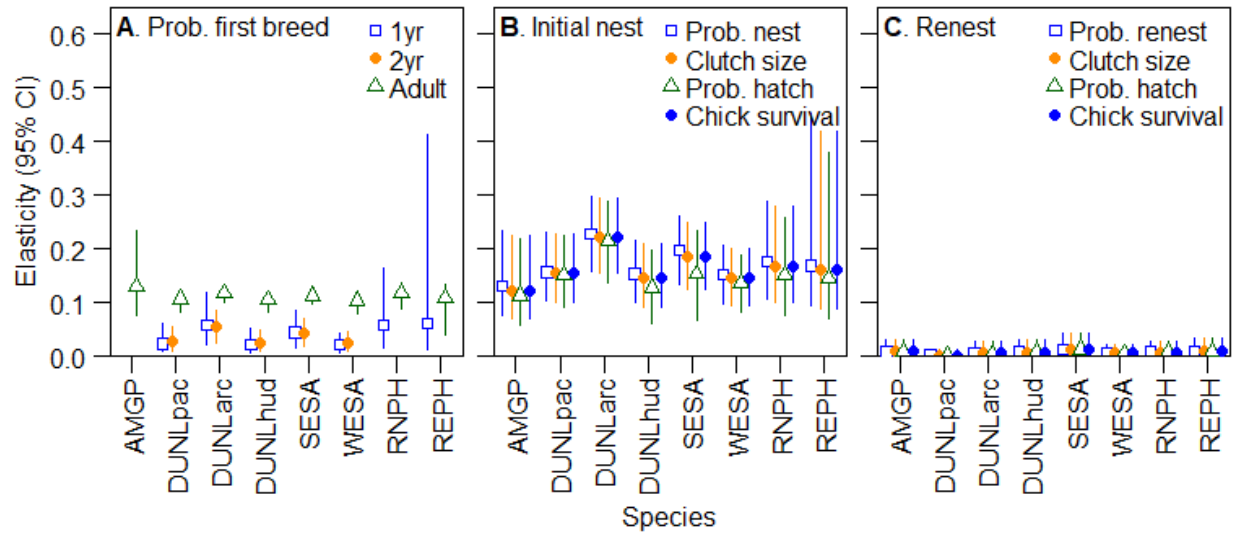 A. Prob. first breed
1yr
2yr
Adult
B. Initial nest
Prob. nest
Clutch size
Prob. hatch
Chick survival
C. Renest
Prob. renest
Clutch size
Prob. hatch
Chick survival
Elasticity (95% CI)
0.6
0.5
0.4
0.3
0.2
0.1
0.0
AMGP
DUNLpac
DUNLarc
DUNLhud
SESA
WESA
RNPH
REPH
AMGP
DUNLpac
DUNLarc
DUNLhud
SESA
WESA
RNPH
REPH
AMGP
DUNLpac
DUNLarc
DUNLhud
SESA
WESA
RNPH
REPH
Species